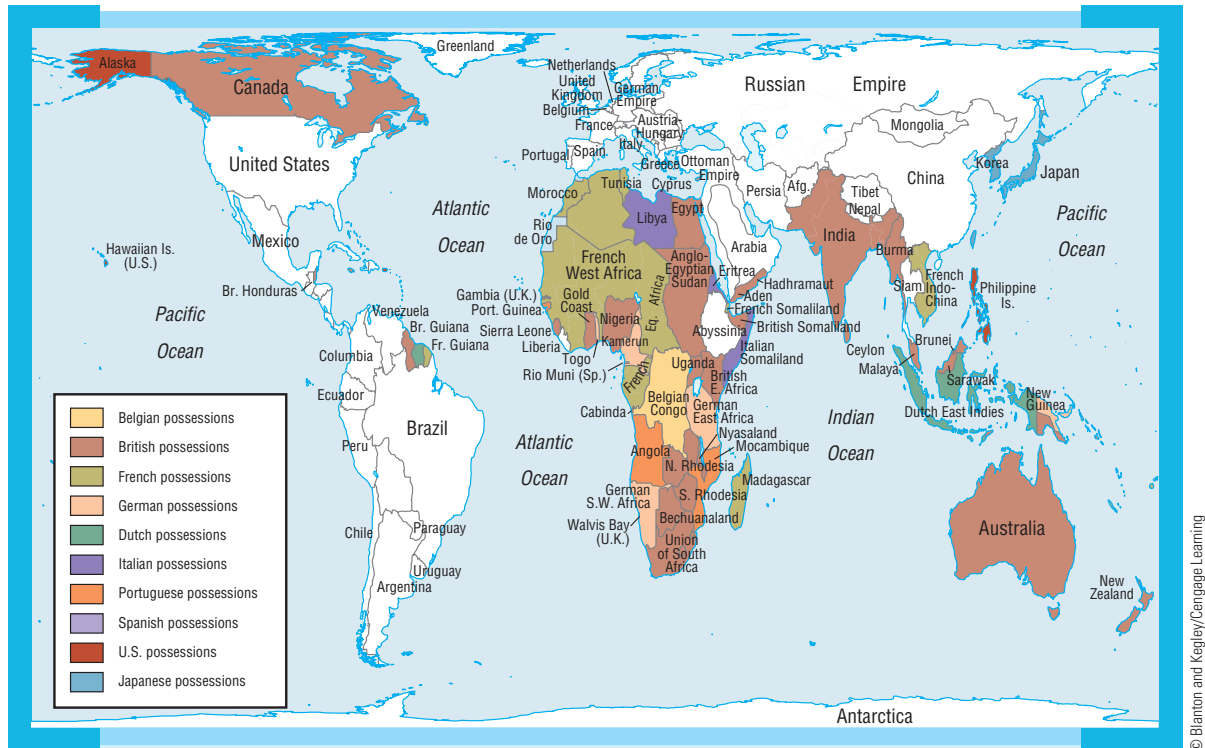 Greenland
Alaska
Canada
United States
Mexico
Hawaiian Is.
(U.S.)
Br. Honduras
Pacific
Ocean
Atlantic
Ocean
Venezuela
Br. Guiana
Fr. Guiana
Columbia
Ecuador
Peru
Brazil
Chile
Paraguay
Uruguay
Argentina
Netherlands
United
Kingdom
German
Empire
Belgium
France
Austria-
Hungary
Portugal
Spain
Italy
Greece
Ottoman
Empire
Russian Empire
Mongolia
Korea
Japan
China
Tibet
Nepal
Persia
Afg.
Pacific
Ocean
Morocco
Tunisia
Cyprus
Libya
Egypt
Rio
de Oro
Arabia
India
Burma
French
West Africa
Anglo-
Egyptian
Sudan
Eritrea
Hadhramaut
Aden
French Somaliland
British Somaliland
Italian
Somaliland
Abyssinia
Siam
French
Indo-
China
Philippine
Is.
Gambia (U.K.)
Port. Guinea
Gold
Coast
Sierra Leone
Liberia
Nigeria
Togo
Kamerun
Rio Muni (Sp.)
French
Eq. Africa
Uganda
British
E. Africa
Ceylon
Malaya
Brunei
Sarawak
Dutch East Indies
New
Guinea
Cabinda
Belgian
Congo
German
East Africa
Indian
Ocean
Atlantic
Ocean
Angola
Nyasaland
Mocambique
N. Rhodesia
Madagascar
German
S.W. Africa
S. Rhodesia
Walvis Bay
(U.K.)
Bechuanaland
Union
of South
Africa
Australia
New
Zealand
Antarctica
Belgian possessions
British possessions
French possessions
German possessions
Dutch possessions
Italian possessions
Portuguese possessions
Spanish possessions
U.S. possessions
Japanese possessions
© Blanton and Kegley/Cengage Learning